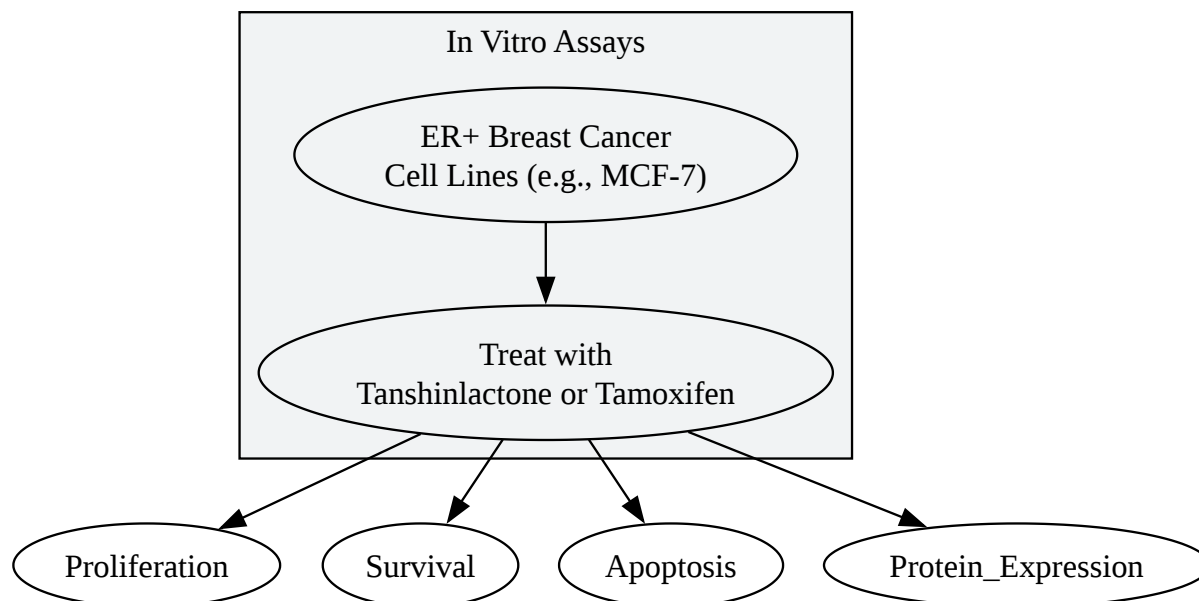 In Vitro Assays
ER+ Breast Cancer
Cell Lines (e.g., MCF-7)
Treat with
Tanshinlactone or Tamoxifen
Proliferation
Survival
Apoptosis
Protein_Expression